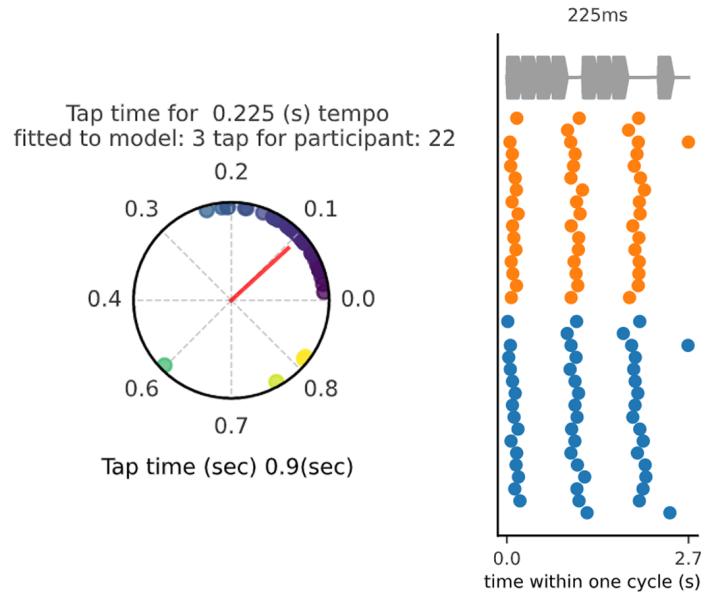 225ms
Tap time for 0.225 (s) tempo
fitted to model: 3 tap for participant: 22
0.2
0.3
0.1
0.4
0.0
0.6
0.8
0.7
Tap time (sec) 0.9(sec)
0.0
2.7
time within one cycle (s)